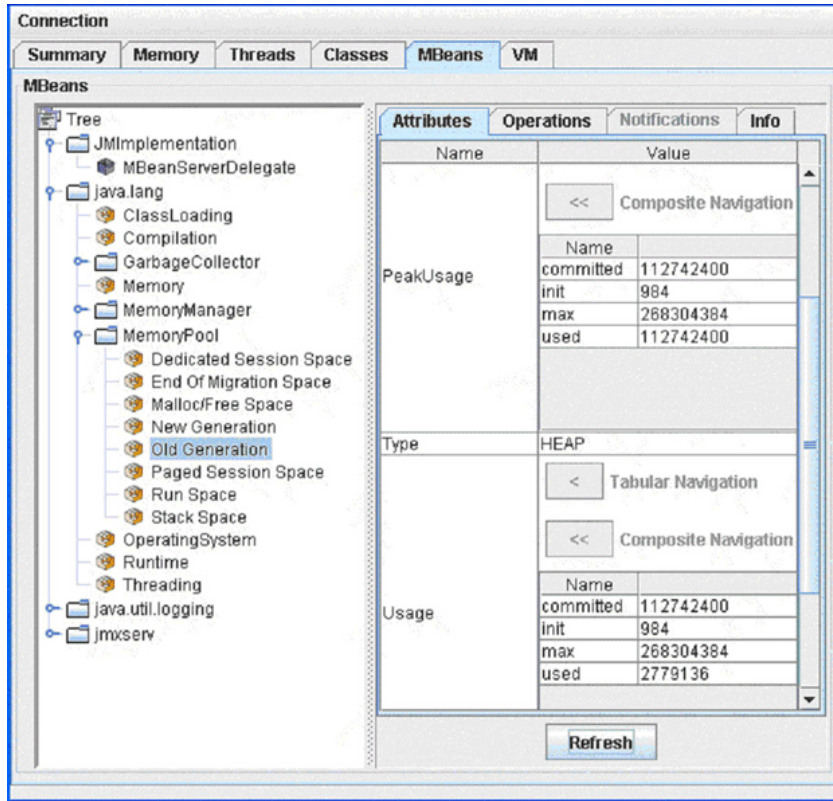 Connection
Summary Memory Threads Classes MBeans VM
MBeans
Tree
JMImplementation
MBeanServerDelegate
java.lang
ClassLoading
Compilation
GarbageCollector
Memory
MemoryManager
MemoryPool
Dedicated Session Space
End Of Migration Space
Malloc/Free Space
New Generation
Old Generation
Paged Session Space
Run Space
Stack Space
OperatingSystem
Runtime
Threading
java.util.logging
jmxserv
Attributes Operations Notifications Info
Name Value
<< Composite Navigation
PeakUsage
Name
committed 112742400
init 984
max 268304384
used 112742400
Type HEAP
< Tabular Navigation
<< Composite Navigation
Usage
Name
committed 112742400
init 984
max 268304384
used 2779136
Refresh